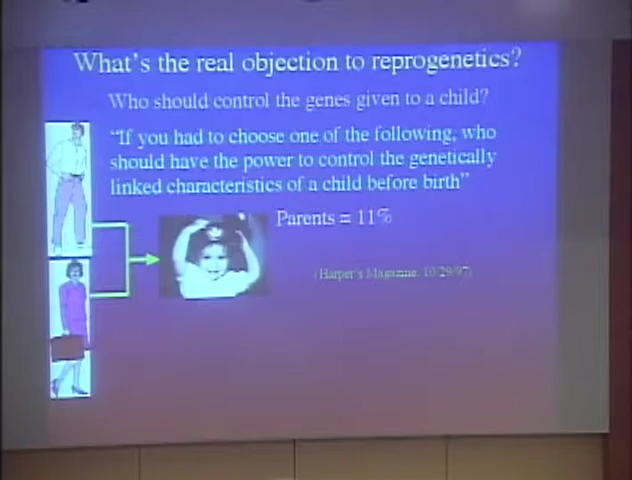 What's the real objection to reprogenetics?
Who should control the genes given to a child?
"If you had to choose one of the following, who
should have the power to control the genetically
linked characteristics of a child before birth"
Parents = 11%
(Harper's Magazine, 10/29/97)